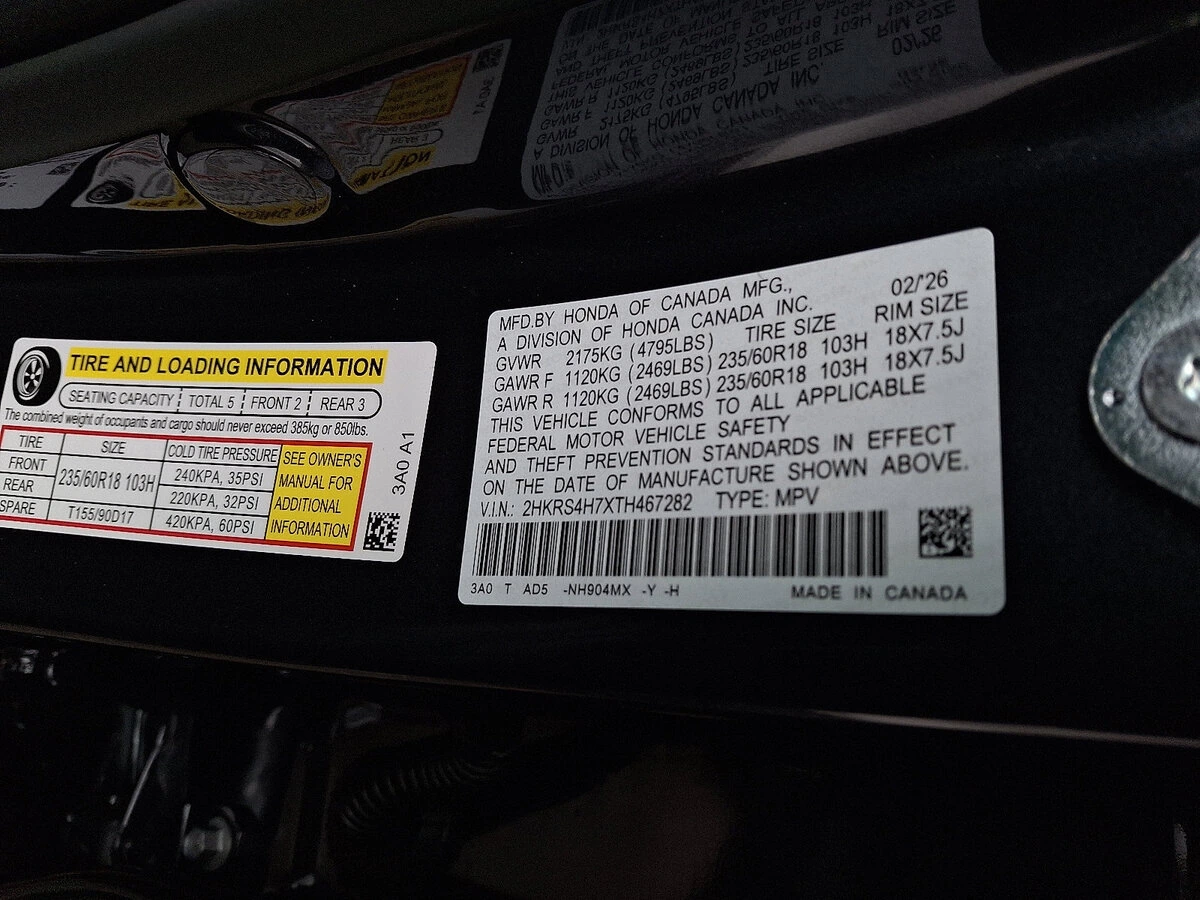 TIRE AND LOADING INFORMATION
SEATING CAPACITY TOTAL 5 FRONT 2 REAR 3
The combined weight of occupants and cargo should never exceed 385kg or 850lbs.
TIRE SIZE COLD TIRE PRESSURE
FRONT 235/60R18 103H 240KPA, 35PSI
REAR 220KPA, 32PSI
SPARE T155/90D17 420KPA, 60PSI
SEE OWNER'S
MANUAL FOR
ADDITIONAL
INFORMATION
3A0 A1
MFD.BY HONDA OF CANADA MFG., 02/'26
A DIVISION OF HONDA CANADA INC.
TIRE SIZE RIM SIZE
GVWR 2175KG (4795LBS)
GAWR F 1120KG (2469LBS) 235/60R18 103H 18X7.5J
GAWR R 1120KG (2469LBS) 235/60R18 103H 18X7.5J
THIS VEHICLE CONFORMS TO ALL APPLICABLE
FEDERAL MOTOR VEHICLE SAFETY
AND THEFT PREVENTION STANDARDS IN EFFECT
ON THE DATE OF MANUFACTURE SHOWN ABOVE.
V.I.N.: 2HKRS4H7XTH467282 TYPE: MPV
3A0 T AD5 -NH904MX -Y -H MADE IN CANADA